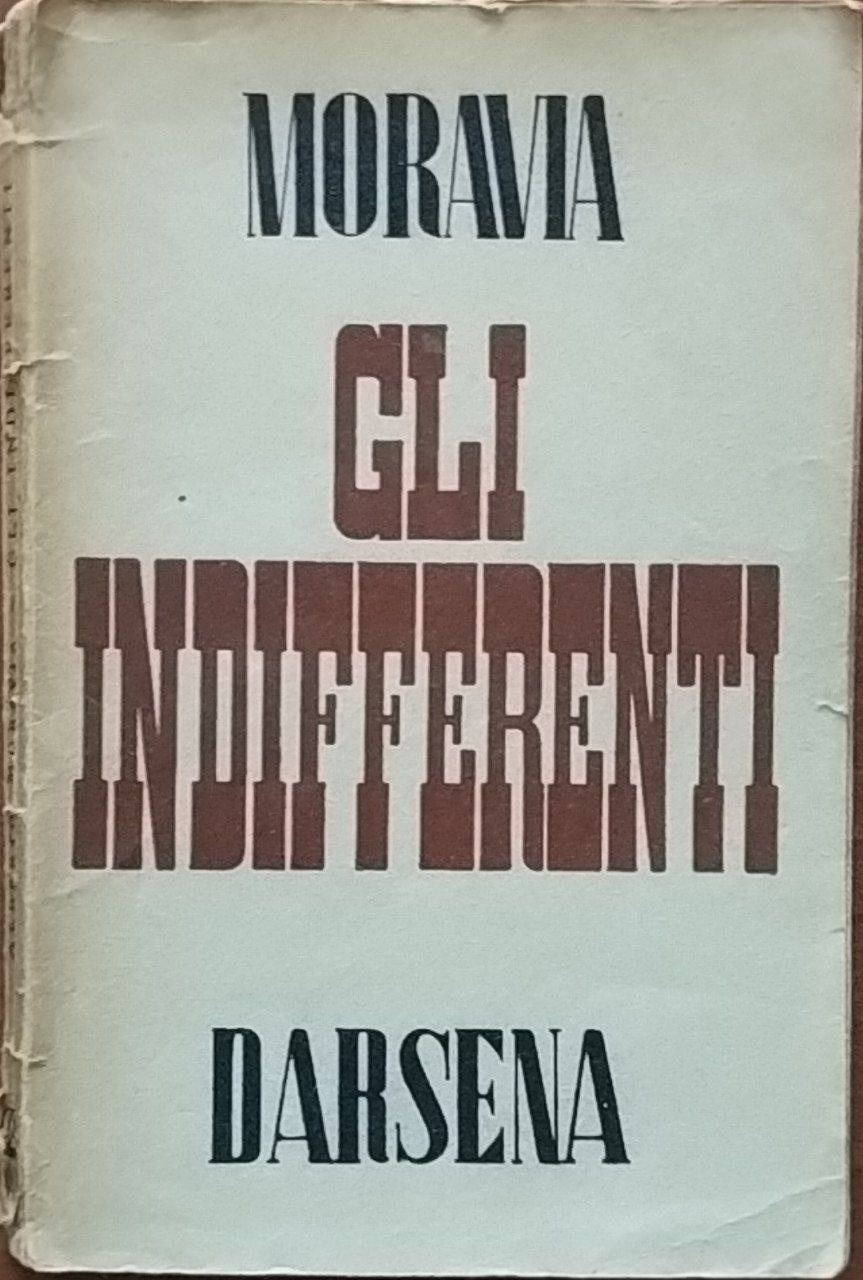 MORAVIA
GLI
INDIFFERENTI
DARSENA